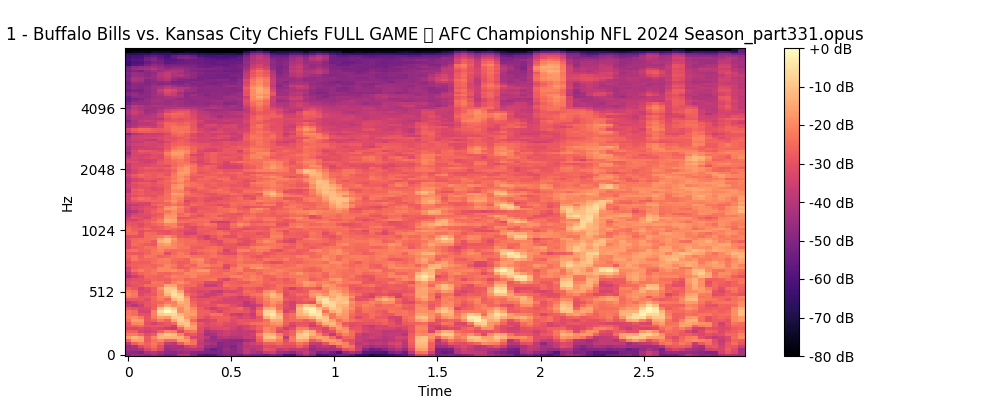 1 - Buffalo Bills vs. Kansas City Chiefs FULL GAME ▯ AFC Championship NFL 2024 Season_part331.opus
+0 dB
-10 dB
-20 dB
-30 dB
-40 dB
-50 dB
-60 dB
-70 dB
-80 dB
4096
2048
1024
512
0
Hz
0
0.5
1
1.5
2
2.5
Time